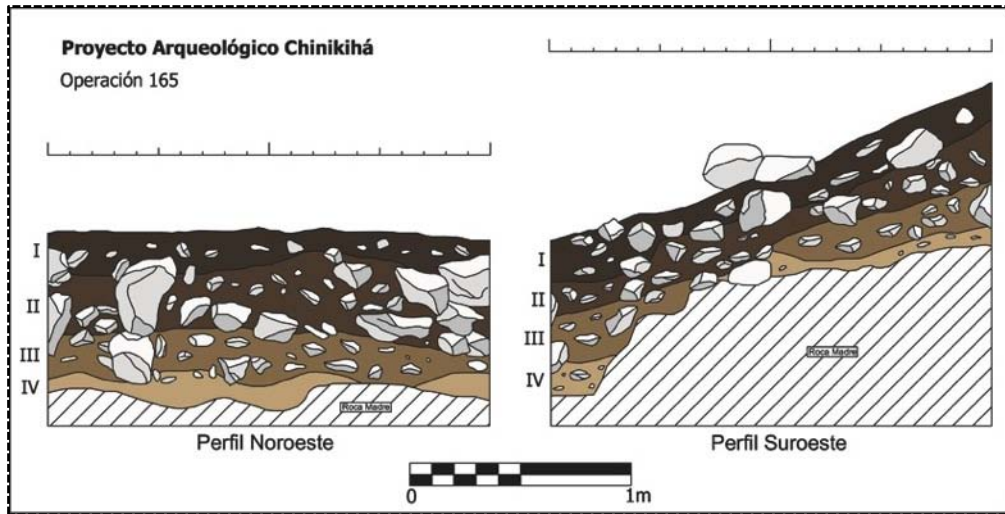 Proyecto Arqueológico Chinikihá
Operación 165
I
II
III
IV
Roca Madre
Perfil Noroeste
I
II
III
IV
Roca Madre
Perfil Suroeste
0
1m